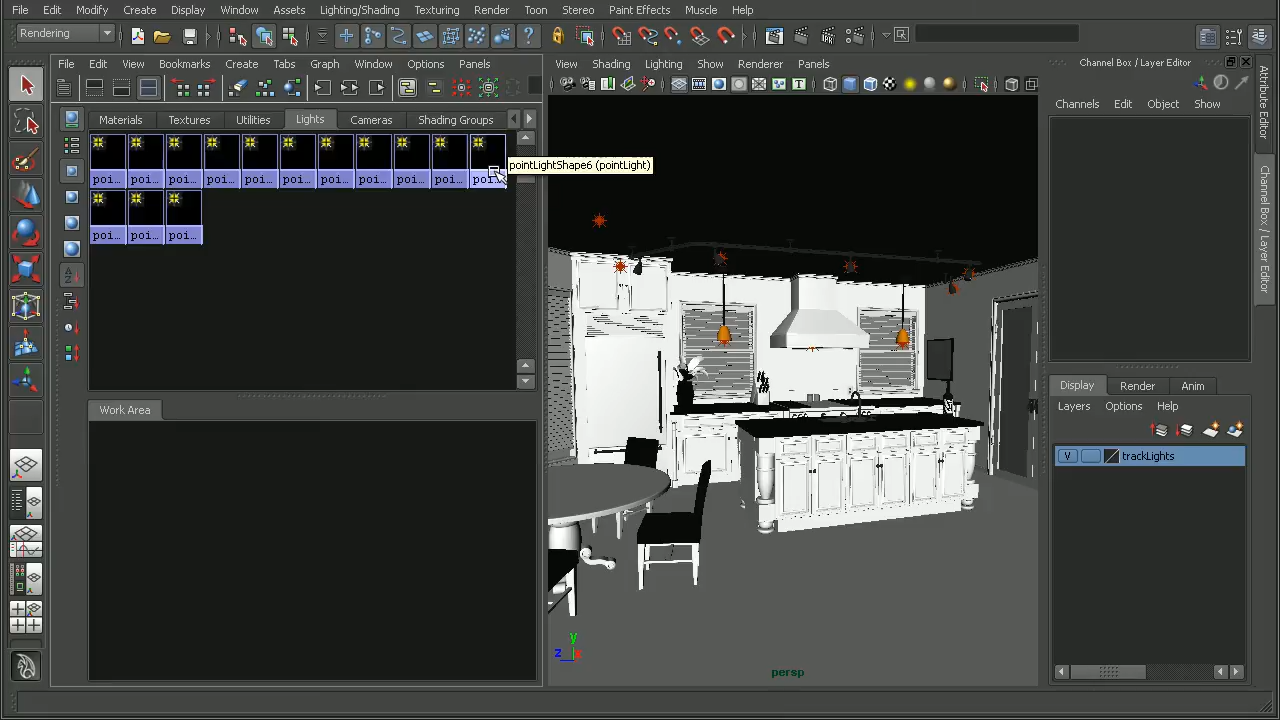 File Edit Modify Create Display Window Assets Lighting/Shading Texturing Render Toon Stereo Paint Effects Muscle Help
Rendering
File Edit View Bookmarks Create Tabs Graph Window Options Panels
View Shading Lighting Show Renderer Panels
Channel Box / Layer Editor
Materials Textures Utilities Lights Cameras Shading Groups
Channels Edit Object Show
pointLightShape6 (pointLight)
poi... poi... poi... poi... poi... poi... poi... poi... poi... poi... poi...
poi... poi... poi...
Attribute Editor
Channel Box / Layer Editor
Work Area
Display Render Anim
Layers Options Help
V trackLights
y
z x
persp